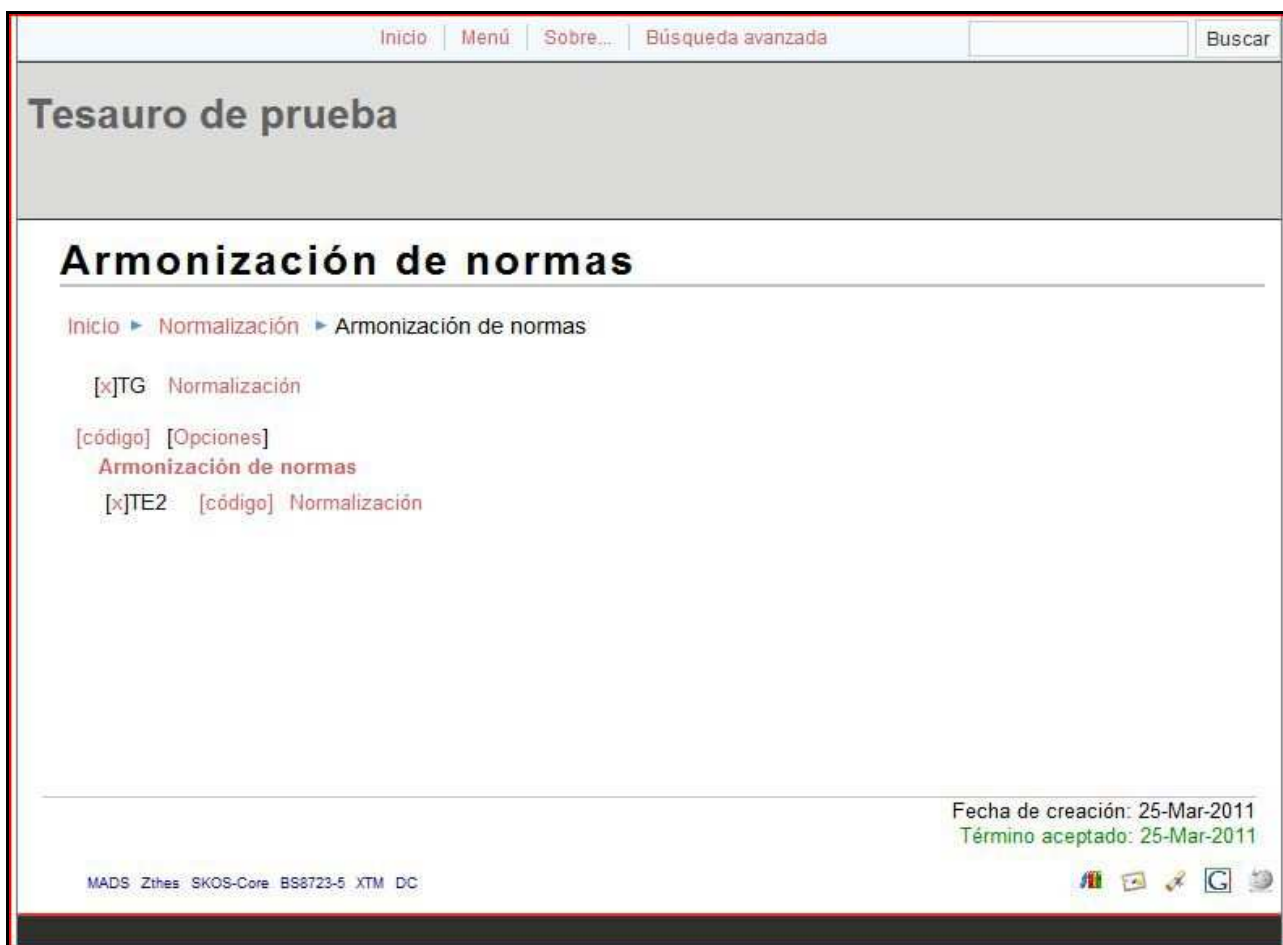 Inicio Menú Sobre... Búsqueda avanzada Buscar
Tesauro de prueba
Armonización de normas
Inicio ► Normalización ► Armonización de normas
[x]TG Normalización
[código] [Opciones]
Armonización de normas
[x]TE2 [código] Normalización
Fecha de creación: 25-Mar-2011
Término aceptado: 25-Mar-2011
MADS Zthes SKOS-Core BS8723-5 XTM DC G